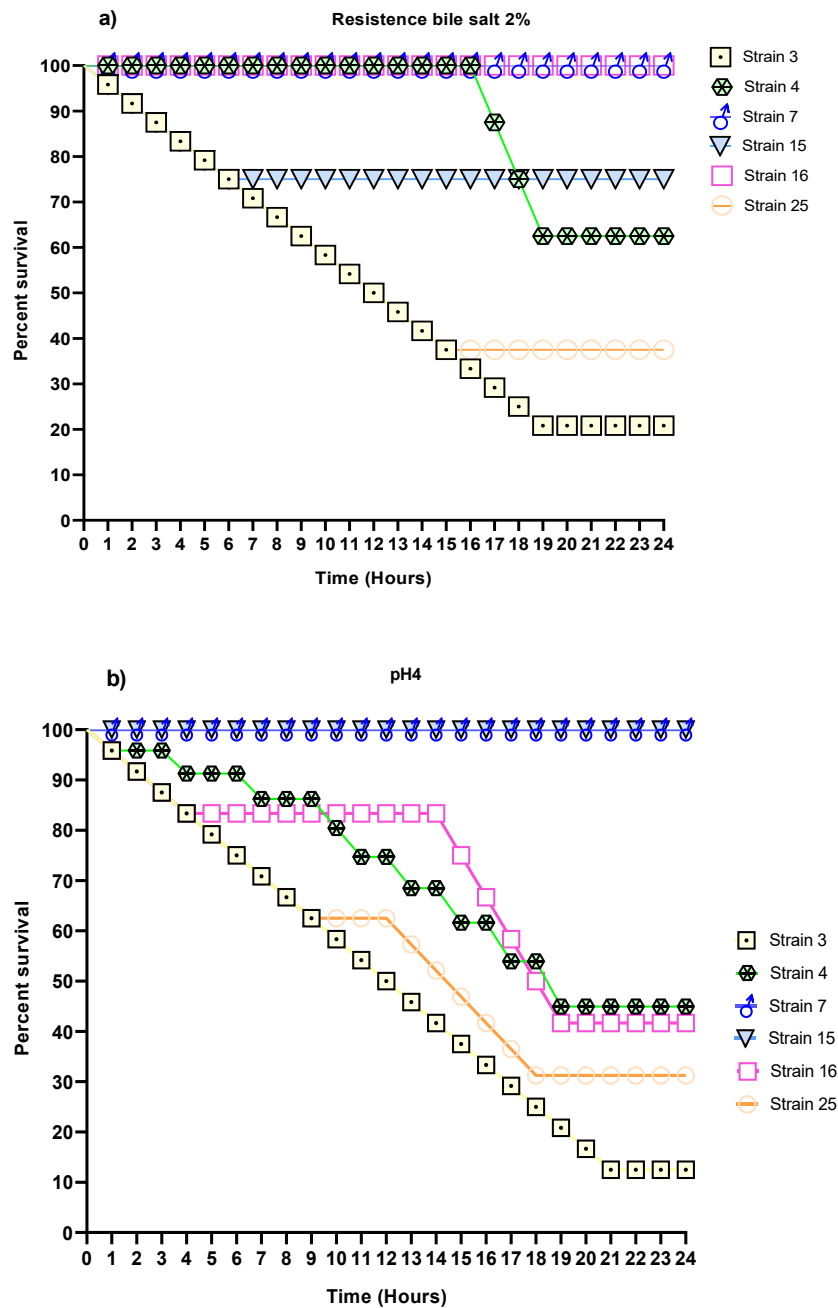 a)
Resistence bile salt 2%
Percent survival
100
90
80
70
60
50
40
30
20
10
0
0 1 2 3 4 5 6 7 8 9 10 11 12 13 14 15 16 17 18 19 20 21 22 23 24
Time (Hours)
Strain 3
Strain 4
Strain 7
Strain 15
Strain 16
Strain 25
b)
pH4
Percent survival
100
90
80
70
60
50
40
30
20
10
0
0 1 2 3 4 5 6 7 8 9 10 11 12 13 14 15 16 17 18 19 20 21 22 23 24
Time (Hours)
Strain 3
Strain 4
Strain 7
Strain 15
Strain 16
Strain 25